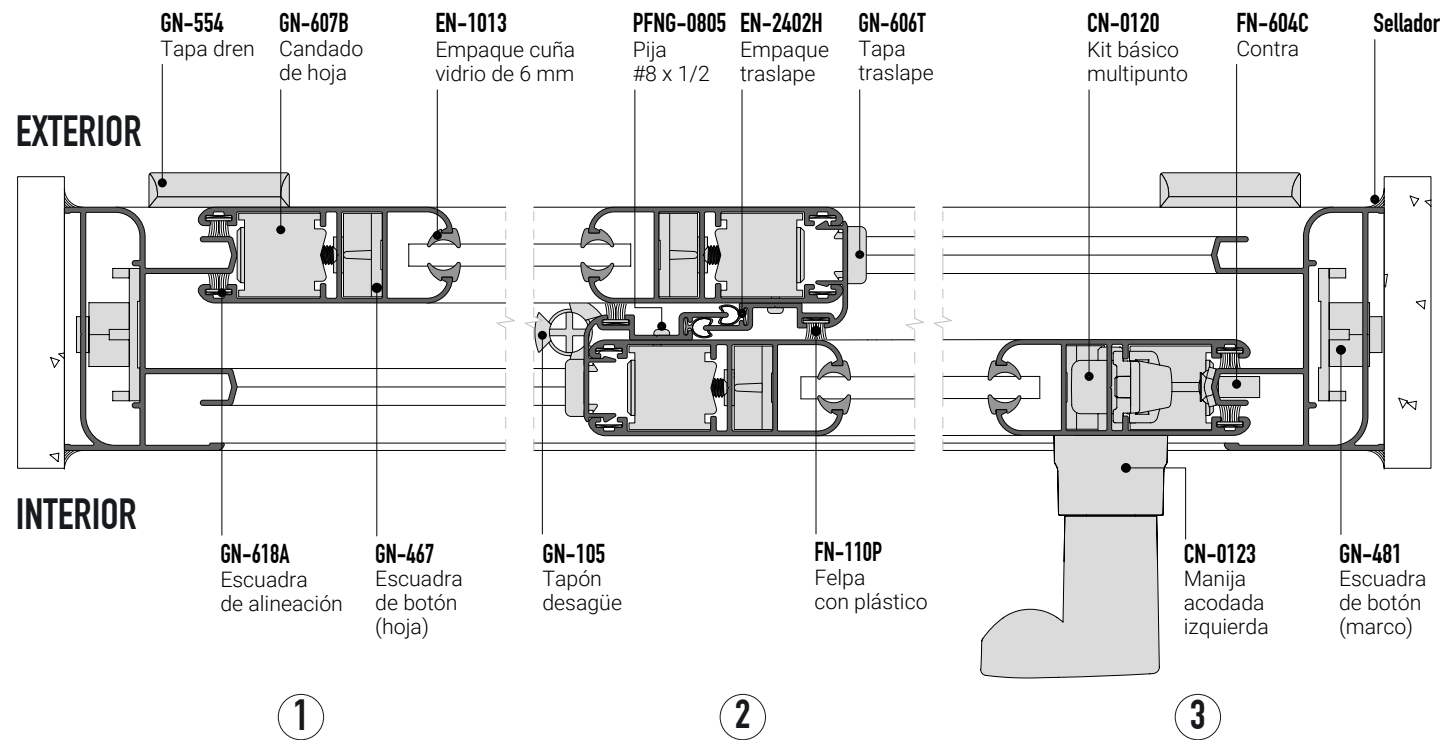 GN-554
Tapa dren
GN-607B
Candado
de hoja
EN-1013
Empaque cuña
vidrio de 6 mm
PFNG-0805
Pija
#8 x 1/2
EN-2402H
Empaque
traslape
GN-606T
Tapa
traslape
CN-0120
Kit básico
multipunto
FN-604C
Contra
Sellador
EXTERIOR
INTERIOR
GN-618A
Escuadra
de alineación
GN-467
Escuadra
de botón
(hoja)
GN-105
Tapón
desagüe
FN-110P
Felpa
con plástico
CN-0123
Manija
acodada
izquierda
GN-481
Escuadra
de botón
(marco)
1
2
3